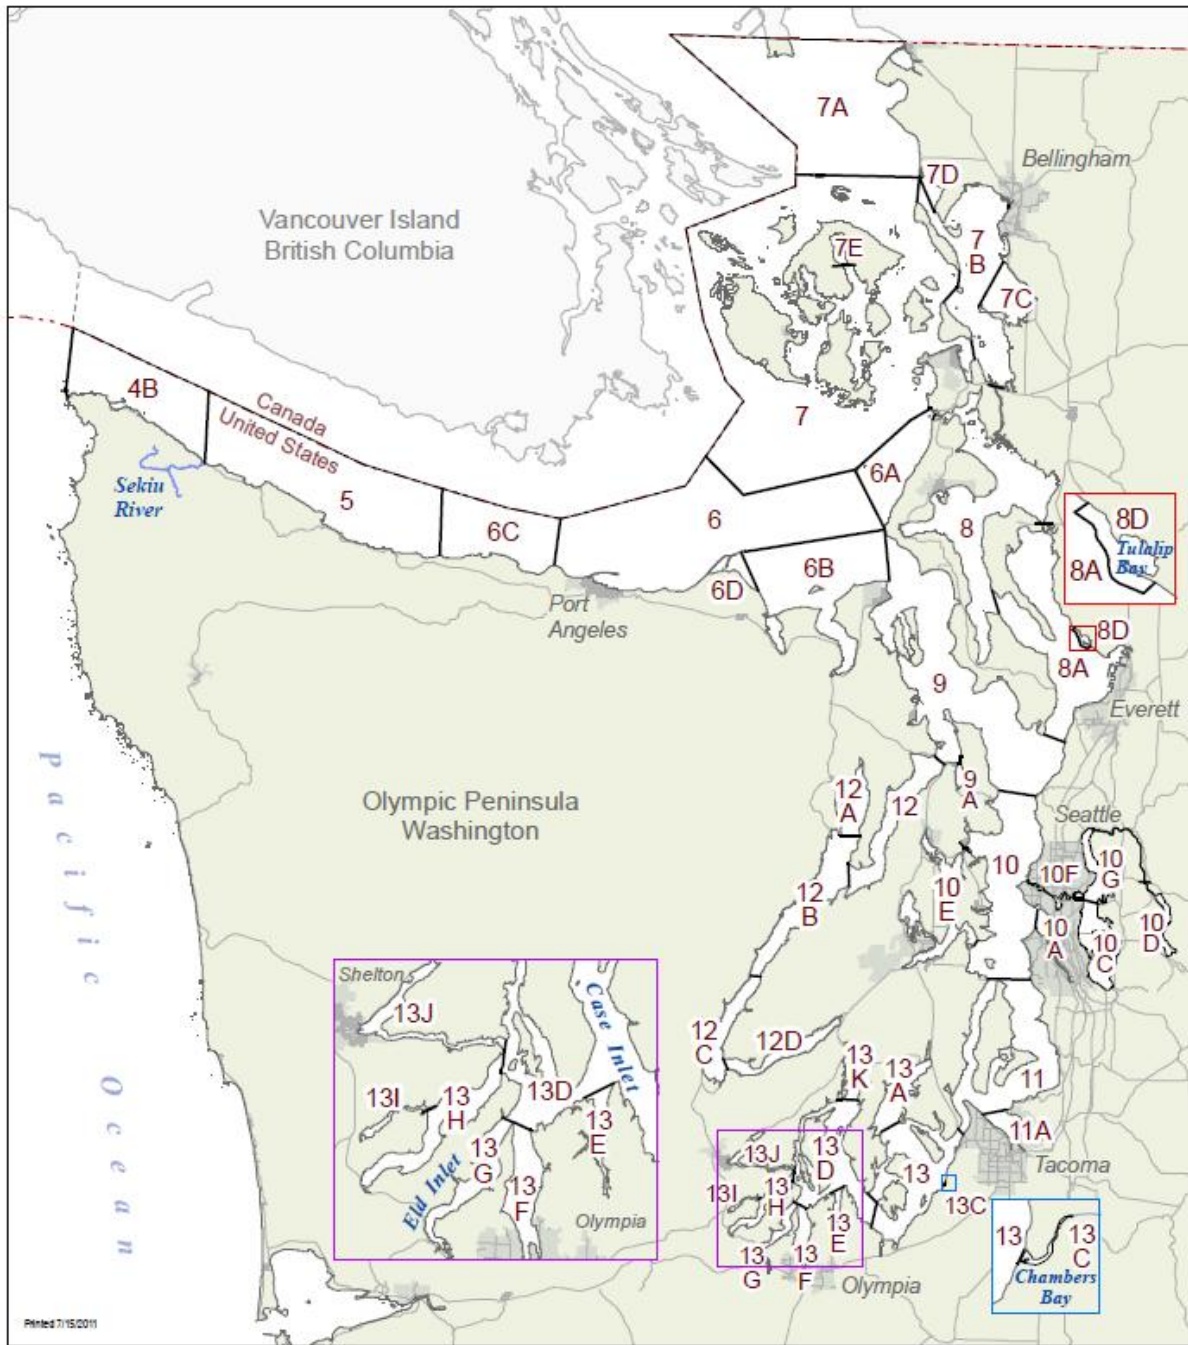 7A
Bellingham
7D
Vancouver Island
British Columbia
7E
7
B
7C
4B
Canada
United States
7
Sekiu
River
5
6C
6
6A
8
8D
Tulalip
Bay
8A
6B
6D
Port
Angeles
8D
8A
9
Everett
Pacific Ocean
Olympic Peninsula
Washington
12
A
12
9
A
Seattle
10
10F
10
G
10
E
12
B
10
A
10
C
10
D
Shelton
13J
Case Inlet
12
C
12D
13
K
13
A
11
13I
13
H
13D
13
E
11A
13
G
Eld Inlet
13
F
Olympia
13J
13
D
13I
13
H
13
Tacoma
13C
13
E
13
G
13
F
Olympia
13
13
C
Chambers
Bay
Printed 7/15/2011